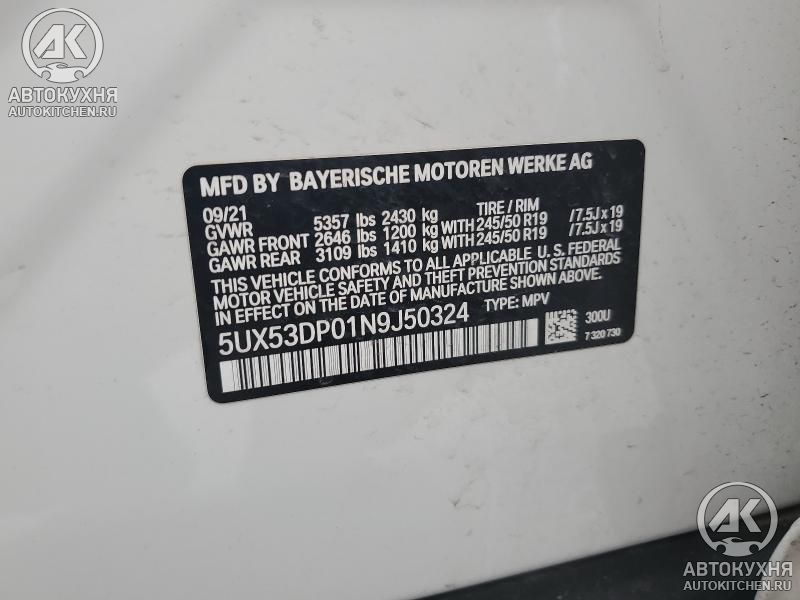 АК
АВТОКУХНЯ
AUTOKITCHEN.RU
MFD BY BAYERISCHE MOTOREN WERKE AG
09/21 TIRE / RIM
GVWR 5357 lbs 2430 kg
GAWR FRONT 2646 lbs 1200 kg WITH 245/50 R19 /7.5J x 19
GAWR REAR 3109 lbs 1410 kg WITH 245/50 R19 /7.5J x 19
THIS VEHICLE CONFORMS TO ALL APPLICABLE U. S. FEDERAL
MOTOR VEHICLE SAFETY AND THEFT PREVENTION STANDARDS
IN EFFECT ON THE DATE OF MANUFACTURE SHOWN ABOVE.
5UX53DP01N9J50324 TYPE: MPV
300U
7 320 730
АК
АВТОКУХНЯ
AUTOKITCHEN.RU